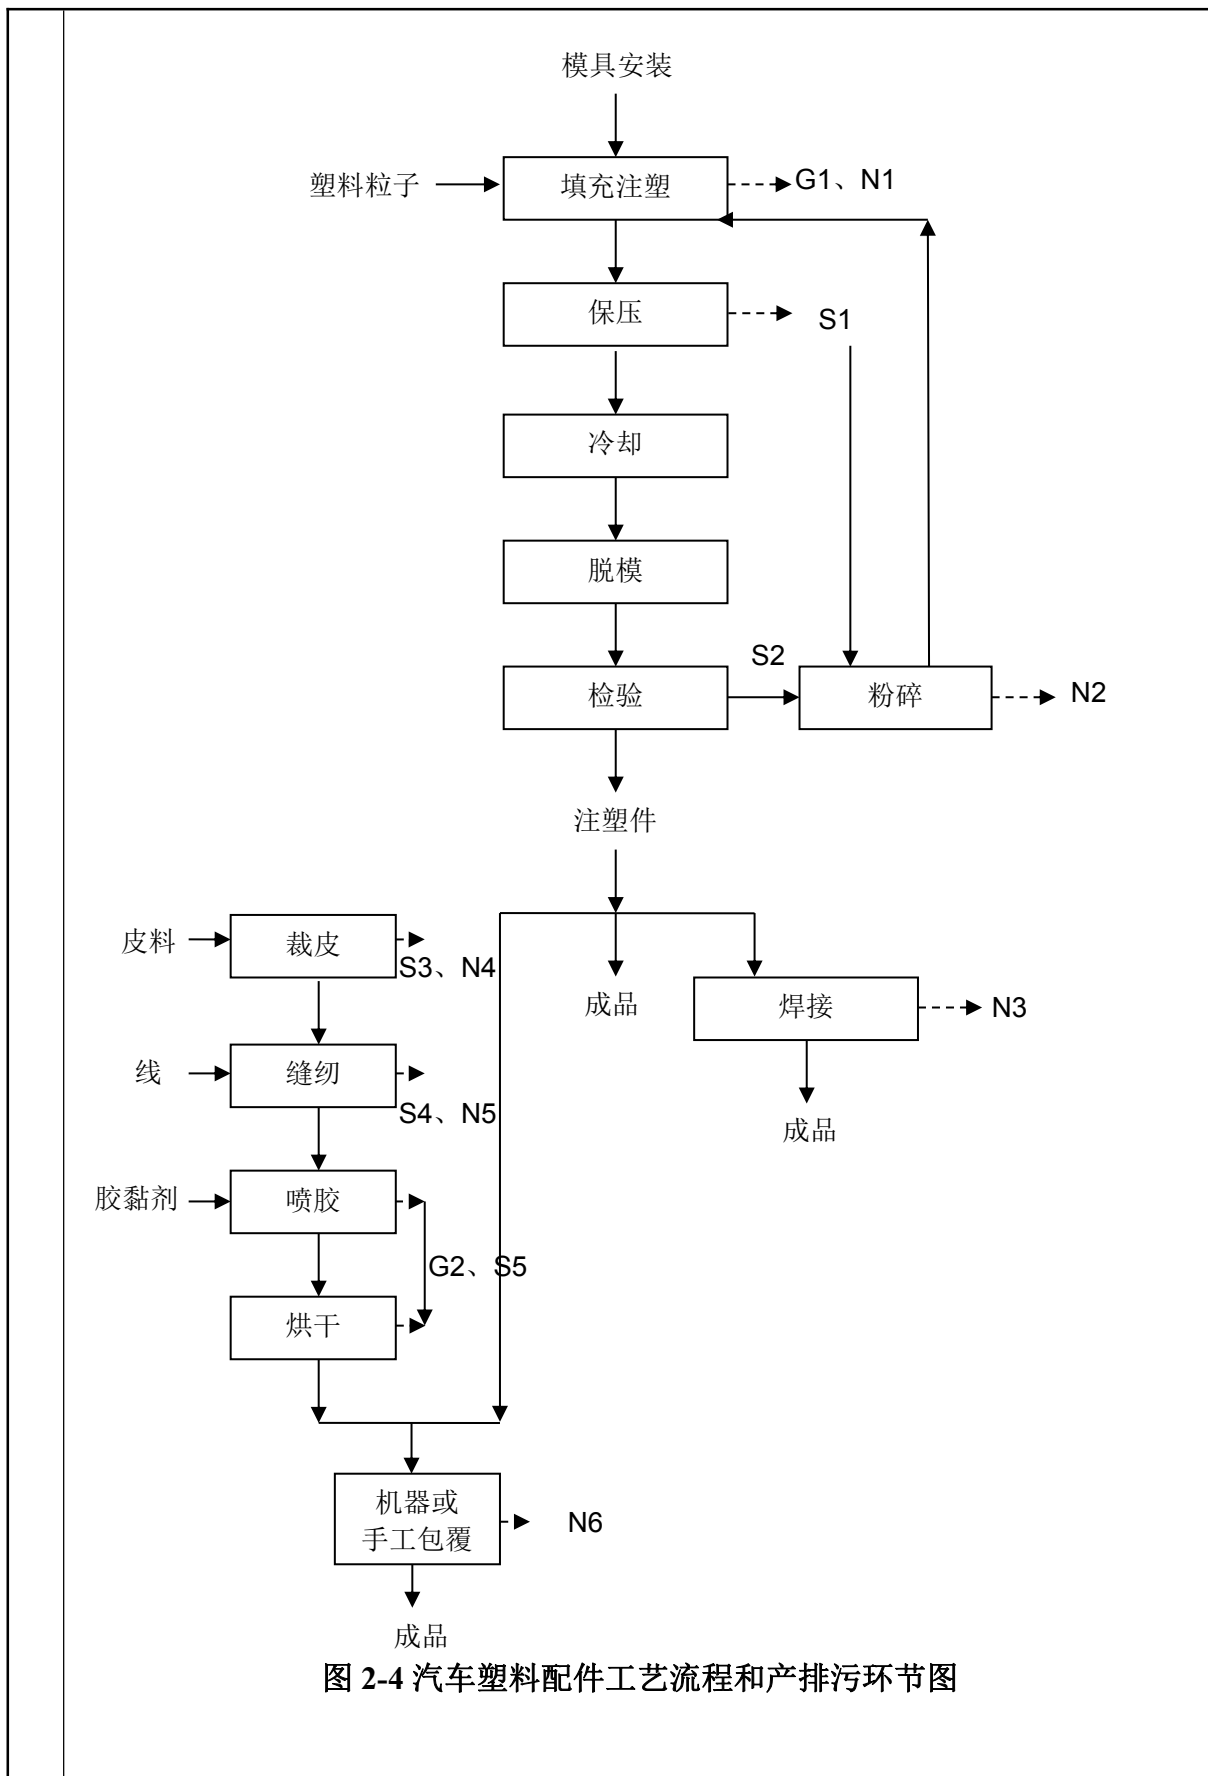 模具安装
塑料粒子
填充注塑
G1、N1
保压
S1
冷却
脱模
检验
S2
粉碎
N2
注塑件
皮料
裁皮
S3、N4
成品
焊接
N3
线
缝纫
S4、N5
成品
胶黏剂
喷胶
G2、S5
烘干
机器或
手工包覆
N6
成品
图 2-4 汽车塑料配件工艺流程和产排污环节图